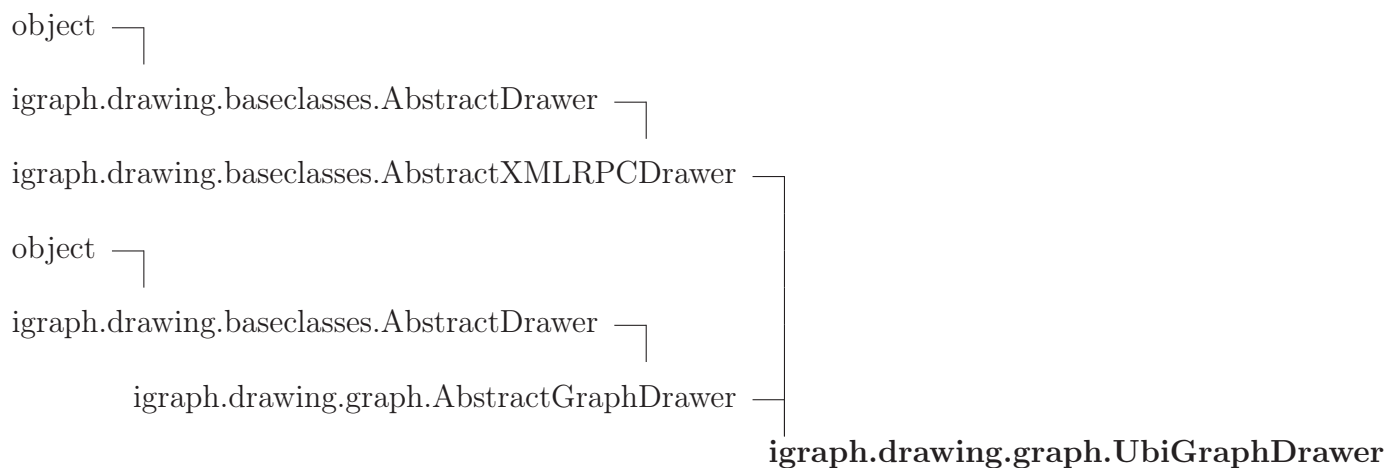 object
igraph.drawing.baseclasses.AbstractDrawer
igraph.drawing.baseclasses.AbstractXMLRPCDrawer
object
igraph.drawing.baseclasses.AbstractDrawer
igraph.drawing.graph.AbstractGraphDrawer
igraph.drawing.graph.UbiGraphDrawer